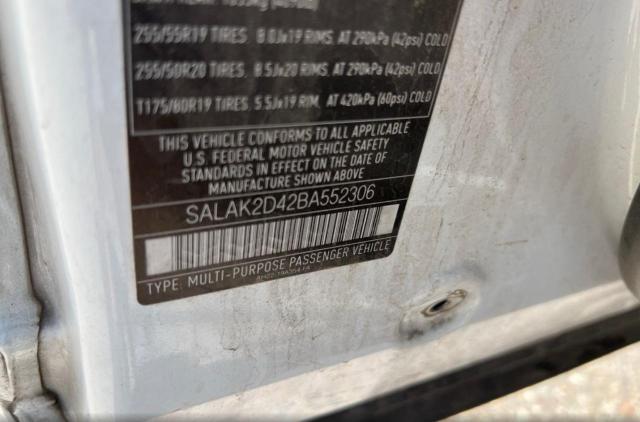 255/55R19 TIRES 8.0Jx19 RIMS, AT 290kPa (42psi) COLD
255/50R20 TIRES, 8.5Jx20 RIMS, AT 290kPa (42psi) COLD
T175/80R19 TIRES 5.5Jx19 RIM, AT 420kPa (60psi) COLD
THIS VEHICLE CONFORMS TO ALL APPLICABLE
U.S. FEDERAL MOTOR VEHICLE SAFETY
STANDARDS IN EFFECT ON THE DATE OF
MANUFACTURE SHOWN ABOVE
SALAK2D42BA552306
TYPE: MULTI-PURPOSE PASSENGER VEHICLE